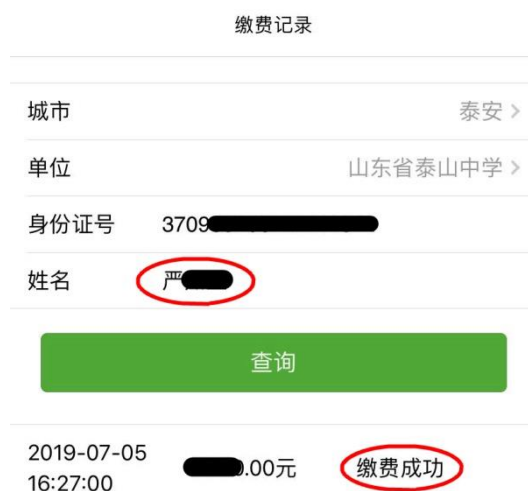 缴费记录
城市 泰安 >
单位 山东省泰山中学 >
身份证号 3709
姓名 严
查询
2019-07-05
16:27:00 .00元 缴费成功